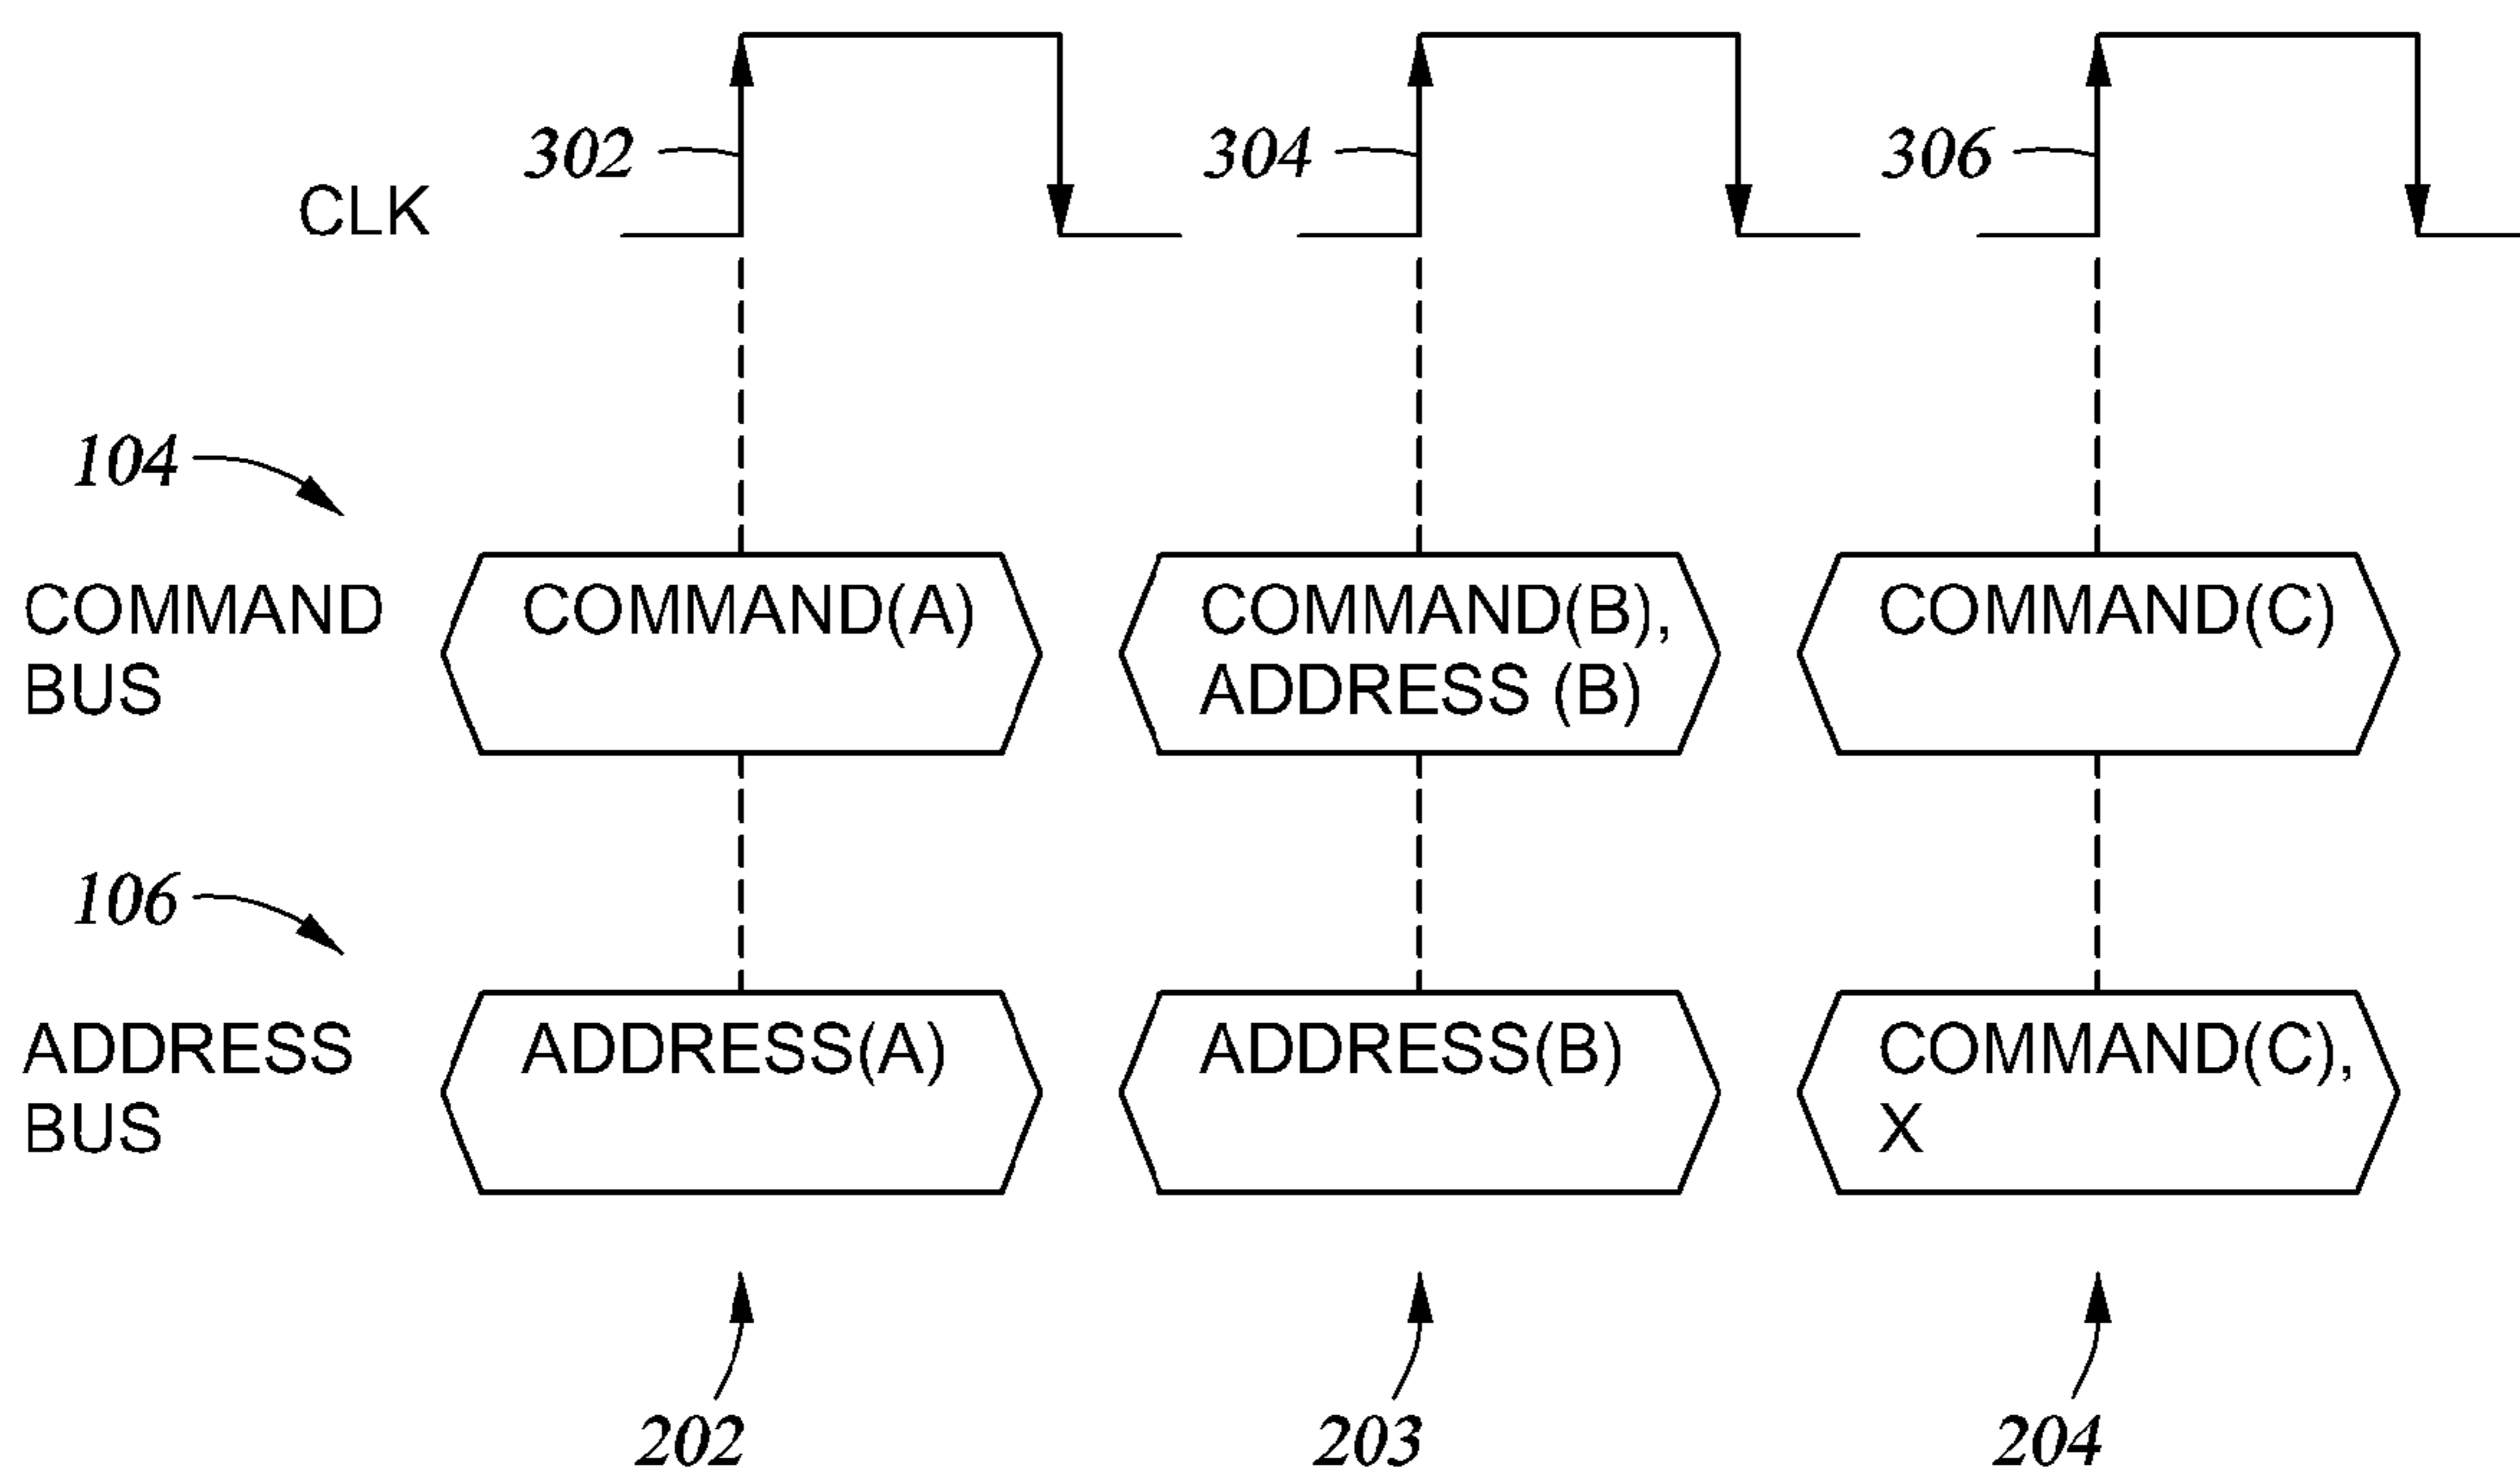 302
304
306
CLK
104
COMMAND
BUS
COMMAND(A)
COMMAND(B),
ADDRESS (B)
COMMAND(C)
106
ADDRESS
BUS
ADDRESS(A)
ADDRESS(B)
COMMAND(C),
X
202
203
204